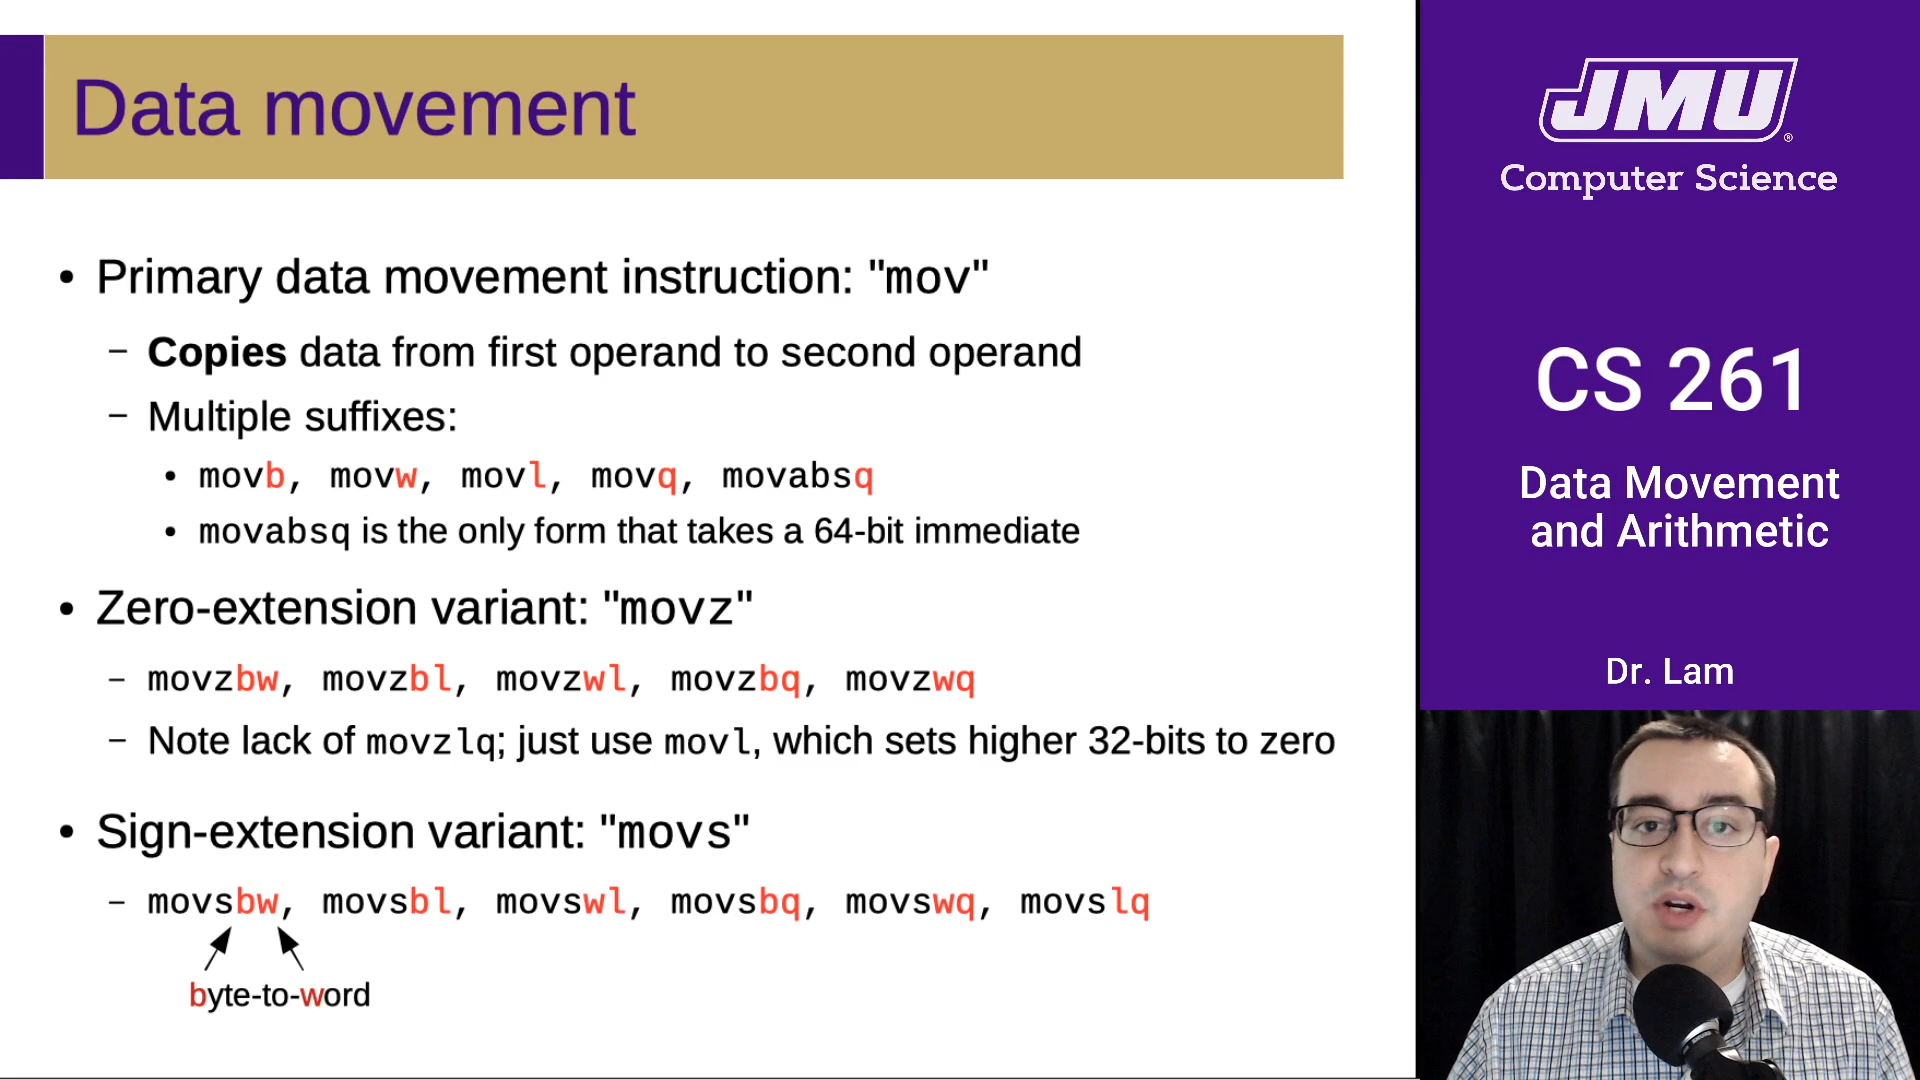 Data movement
• Primary data movement instruction: "mov"
– Copies data from first operand to second operand
– Multiple suffixes:
• movb, movw, movl, movq, movabsq
• movabsq is the only form that takes a 64-bit immediate
• Zero-extension variant: "movz"
– movzbw, movzbl, movzwl, movzbq, movzwq
– Note lack of movzlq; just use movl, which sets higher 32-bits to zero
• Sign-extension variant: "movs"
– movsbw, movsbl, movswl, movsbq, movswq, movslq
byte-to-word
JMU®
Computer Science
CS 261
Data Movement
and Arithmetic
Dr. Lam